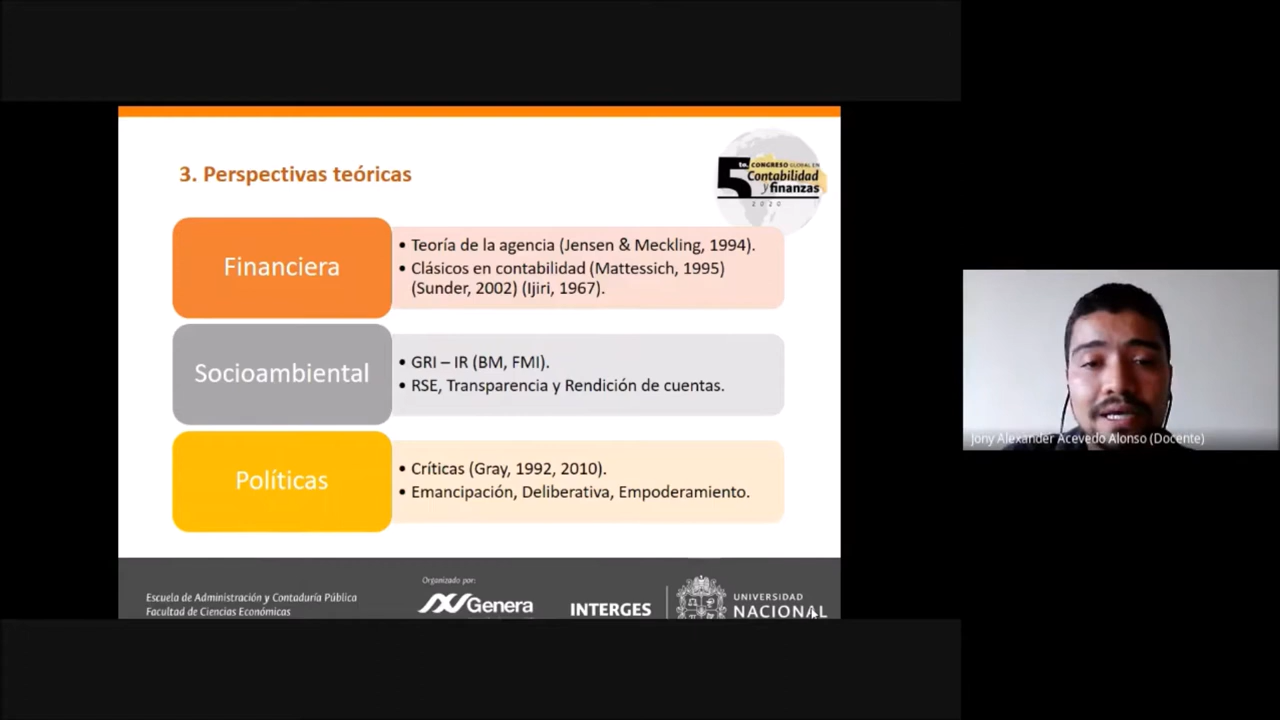 3. Perspectivas teóricas
5to. CONGRESO GLOBAL EN
Contabilidad
y finanzas
2020
Financiera
• Teoría de la agencia (Jensen & Meckling, 1994).
• Clásicos en contabilidad (Mattessich, 1995)
(Sunder, 2002) (Ijiri, 1967).
Socioambiental
• GRI – IR (BM, FMI).
• RSE, Transparencia y Rendición de cuentas.
Políticas
• Críticas (Gray, 1992, 2010).
• Emancipación, Deliberativa, Empoderamiento.
Jony Alexander Acevedo Alonso (Docente)
Escuela de Administración y Contaduría Pública
Facultad de Ciencias Económicas
Organizado por:
Genera
INTERGES
UNIVERSIDAD
NACIONAL